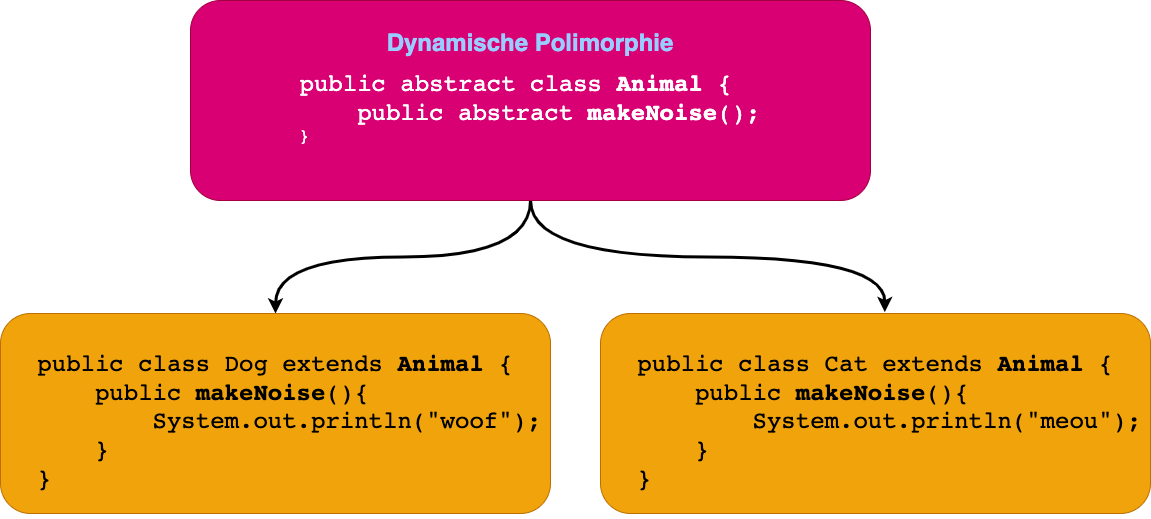 Dynamische Polimorphie
public abstract class Animal {
    public abstract makeNoise();
}
public class Dog extends Animal {
    public makeNoise(){
        System.out.println("woof");
    }
}
public class Cat extends Animal {
    public makeNoise(){
        System.out.println("meou");
    }
}